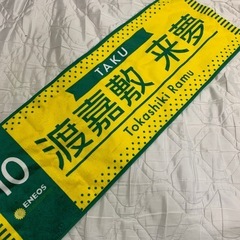 TAKU
渡嘉敷 来夢
Tokashiki Ramu
10
ENEOS